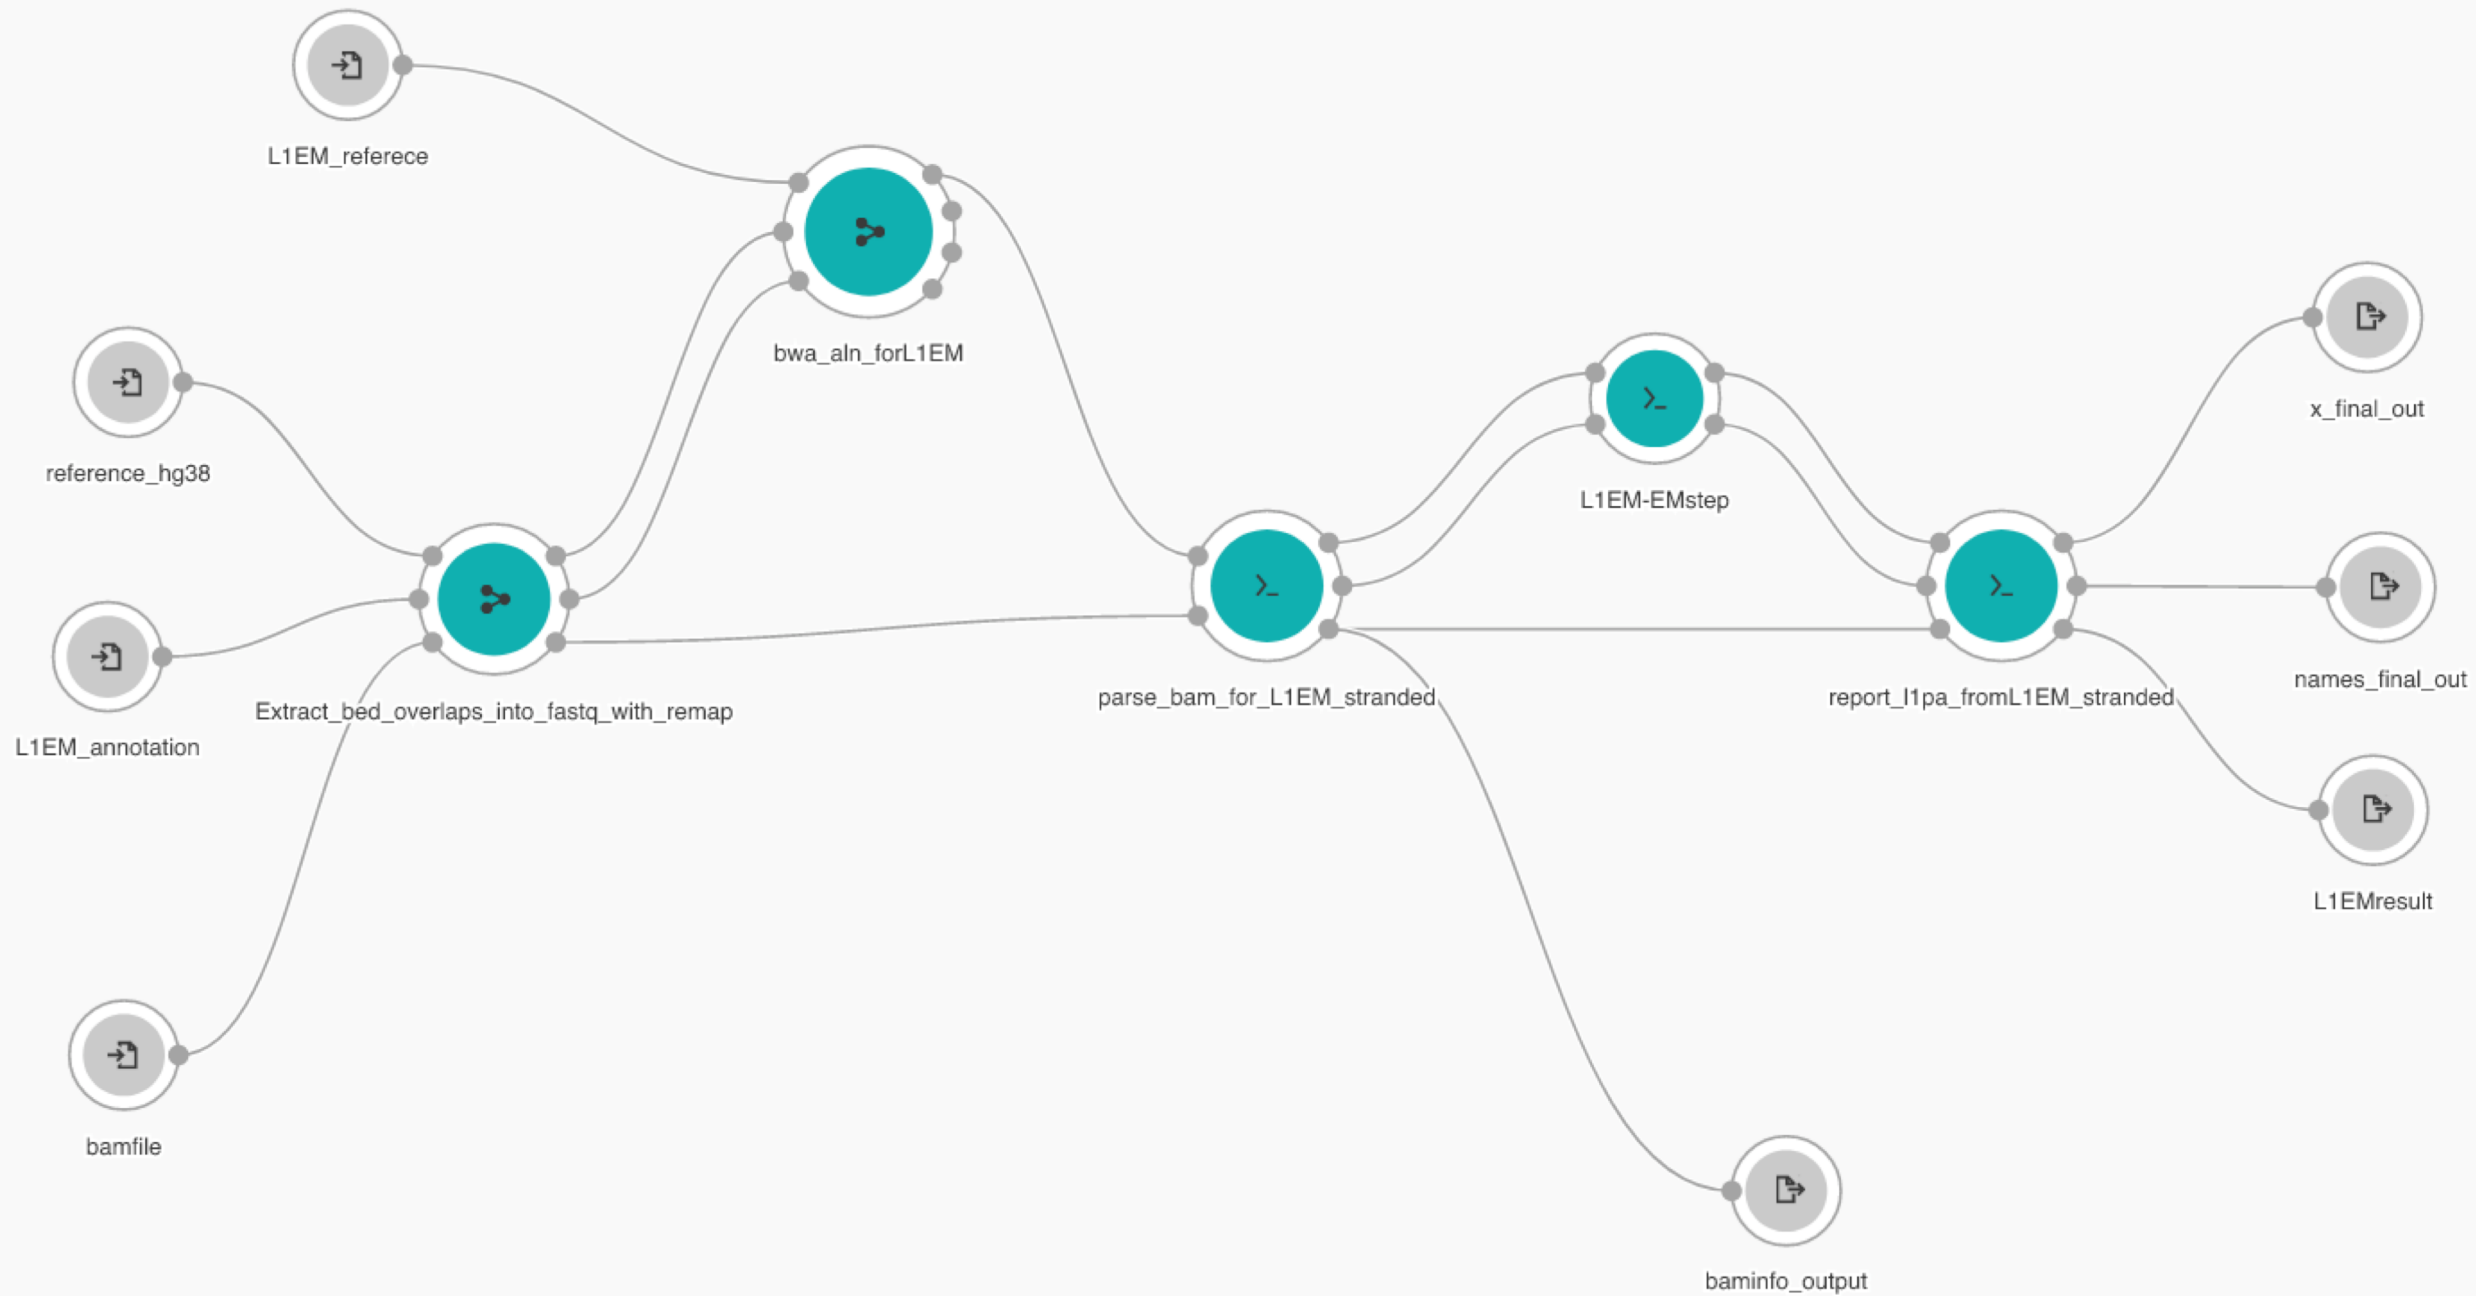 L1EM_referece
bwa_aln_forL1EM
reference_hg38
x_final_out
L1EM-EMstep
names_final_out
Extract_bed_overlaps_into_fastq_with_remap
parse_bam_for_L1EM_stranded
report_l1pa_fromL1EM_stranded
L1EM_annotation
L1EMresult
bamfile
baminfo_output